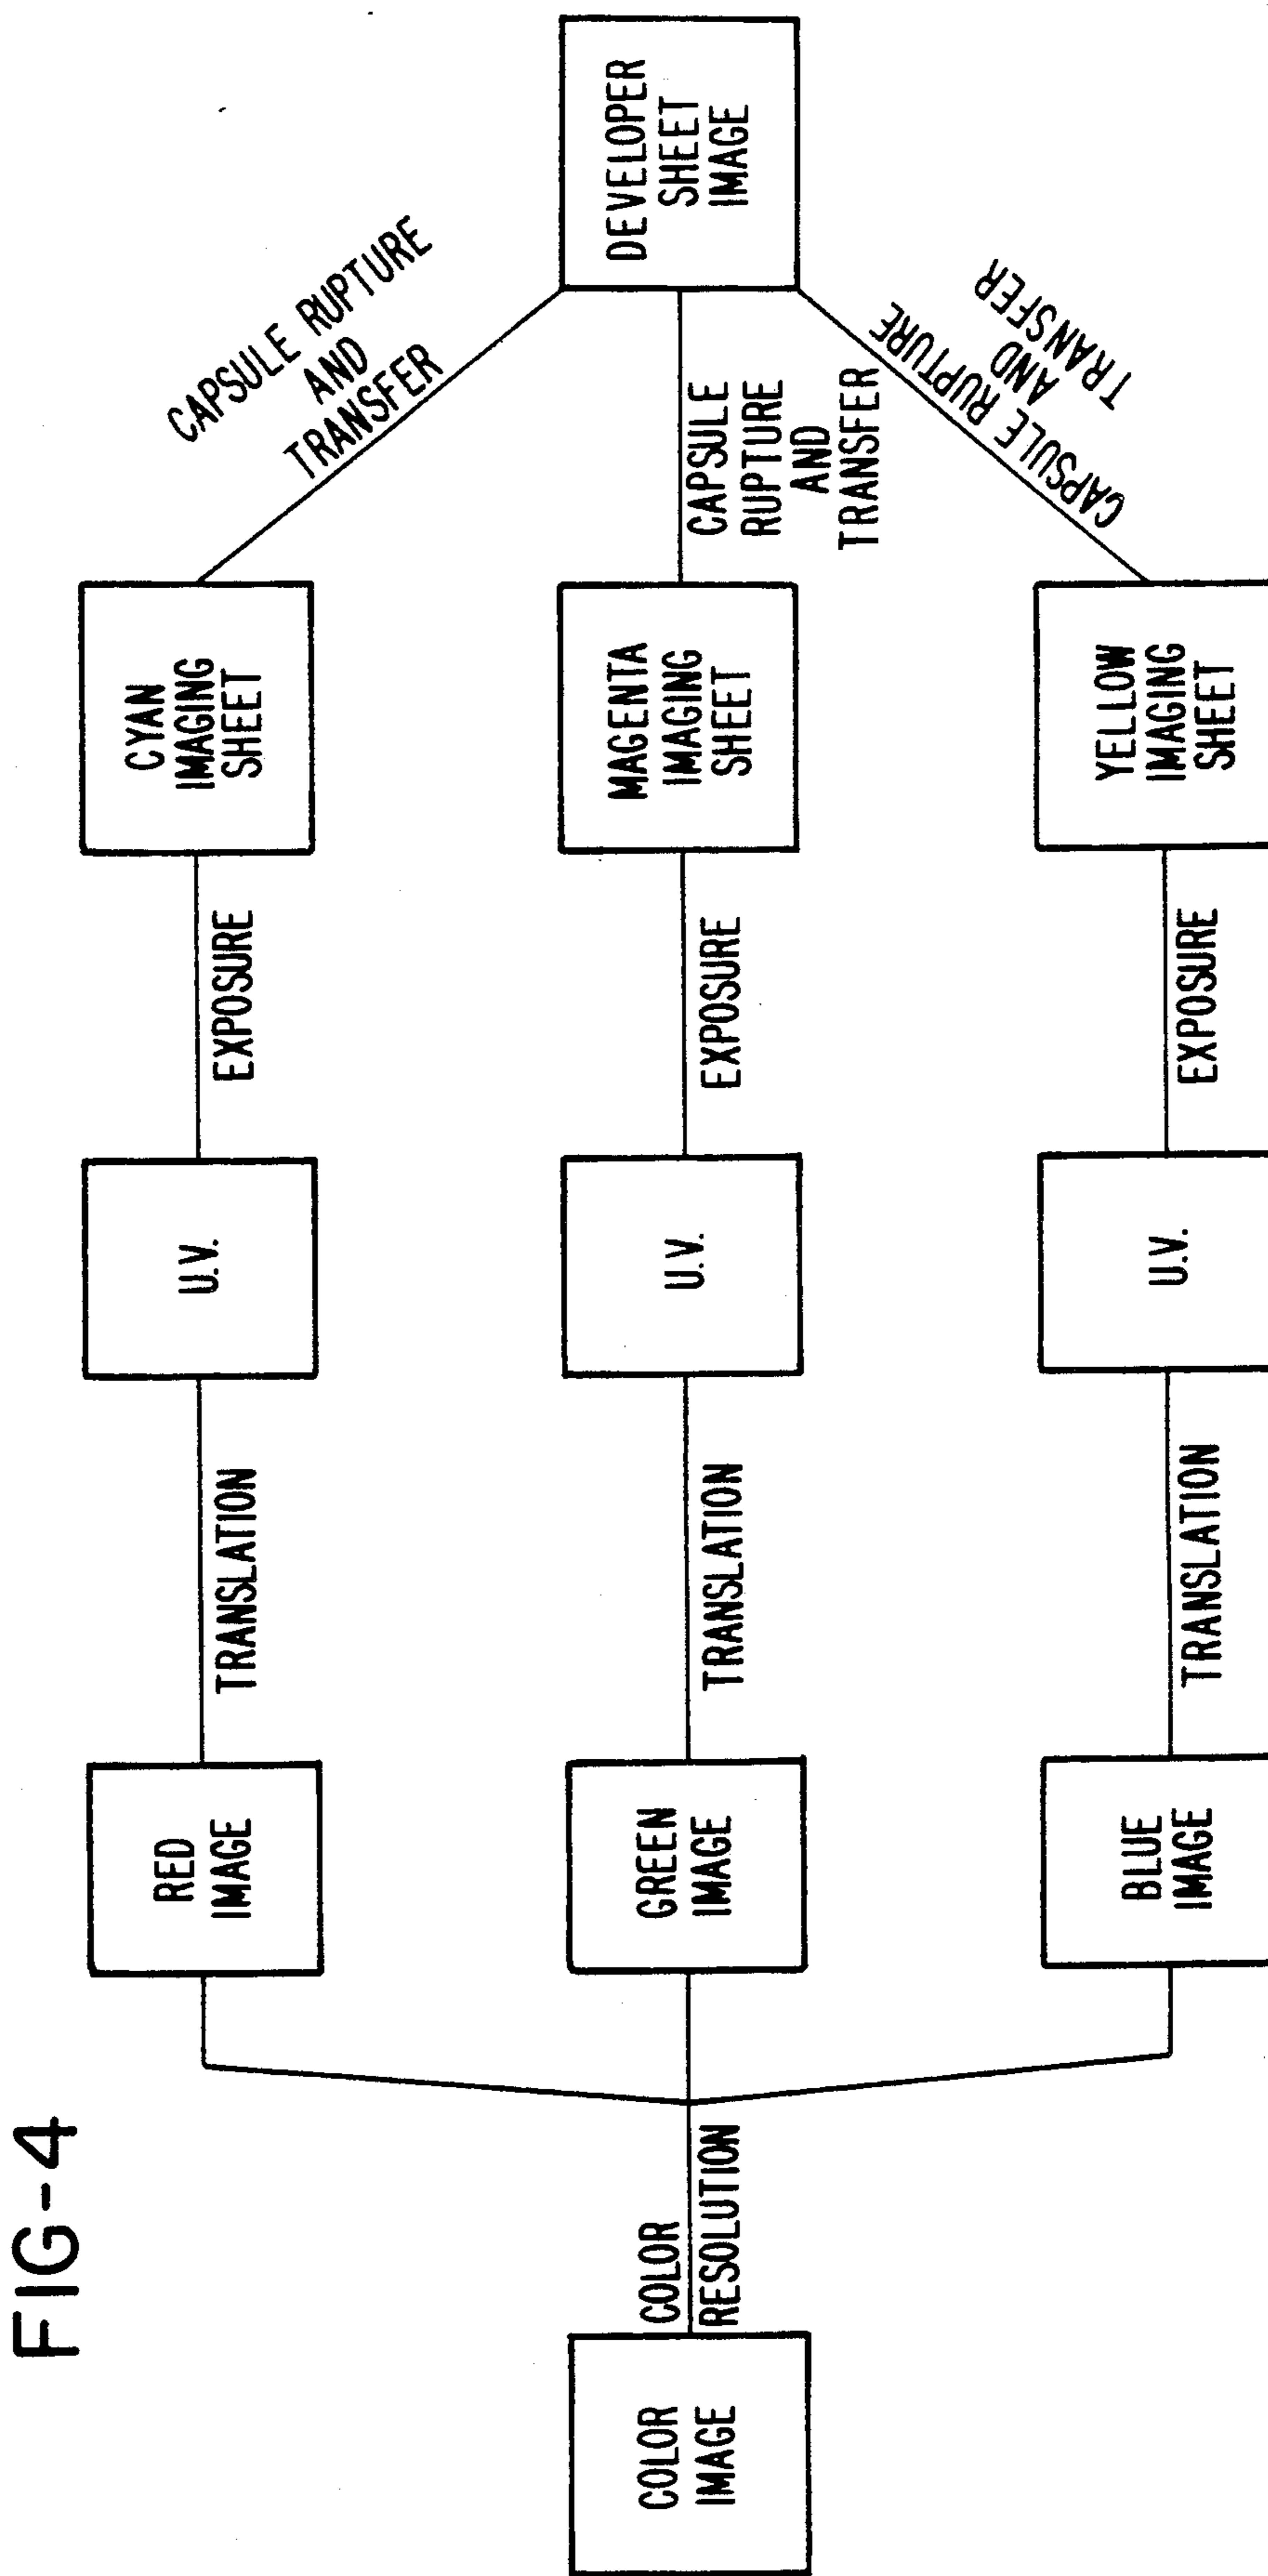 FIG-4
COLOR
IMAGE
COLOR
RESOLUTION
RED
IMAGE
TRANSLATION
U.V.
EXPOSURE
CYAN
IMAGING
SHEET
CAPSULE RUPTURE
AND
TRANSFER
GREEN
IMAGE
TRANSLATION
U.V.
EXPOSURE
MAGENTA
IMAGING
SHEET
CAPSULE
RUPTURE
AND
TRANSFER
BLUE
IMAGE
TRANSLATION
U.V.
EXPOSURE
YELLOW
IMAGING
SHEET
CAPSULE RUPTURE
AND
TRANSFER
DEVELOPER
SHEET
IMAGE